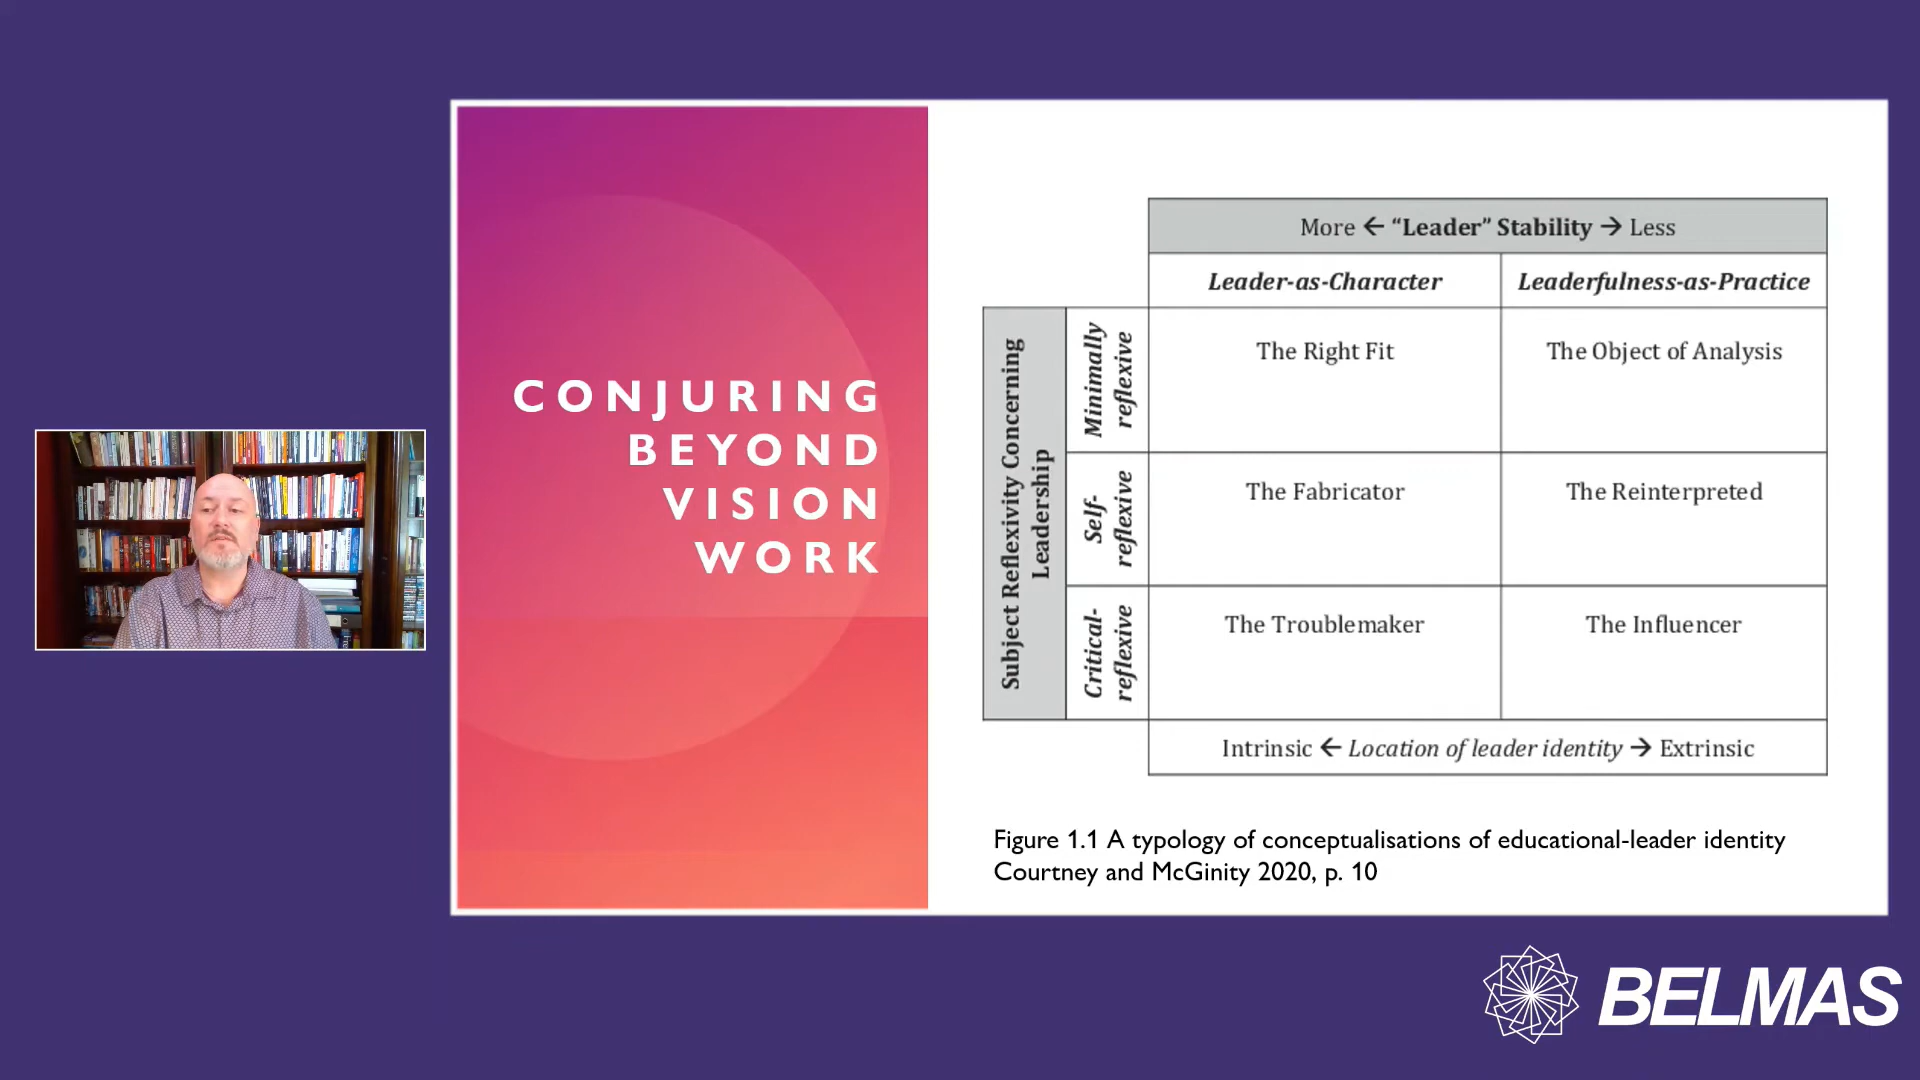 CONJURING
BEYOND
VISION
WORK
More ← “Leader” Stability → Less
Leader-as-Character
Leaderfulness-as-Practice
Subject Reflexivity Concerning
Leadership
Minimally
reflexive
The Right Fit
The Object of Analysis
Self-
reflexive
The Fabricator
The Reinterpreted
Critical-
reflexive
The Troublemaker
The Influencer
Intrinsic ← Location of leader identity → Extrinsic
Figure 1.1 A typology of conceptualisations of educational-leader identity
Courtney and McGinity 2020, p. 10
BELMAS